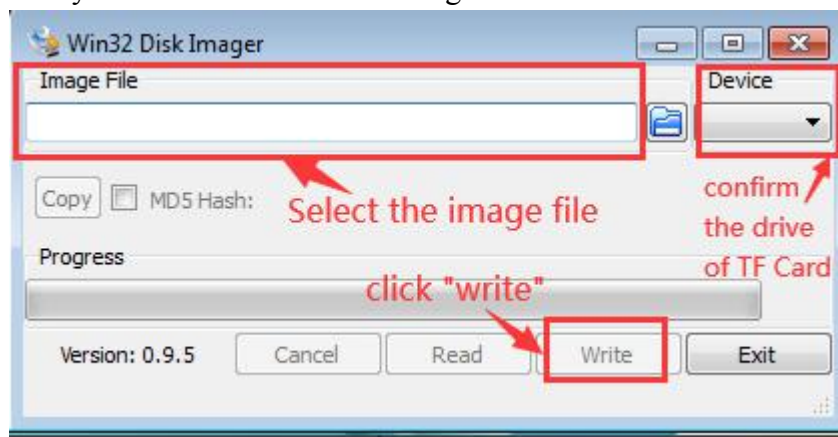 Win32 Disk Imager
Image File
Device
Copy
MD5 Hash:
Select the image file
confirm
the drive
of TF Card
Progress
click "write"
Version: 0.9.5
Cancel
Read
Write
Exit